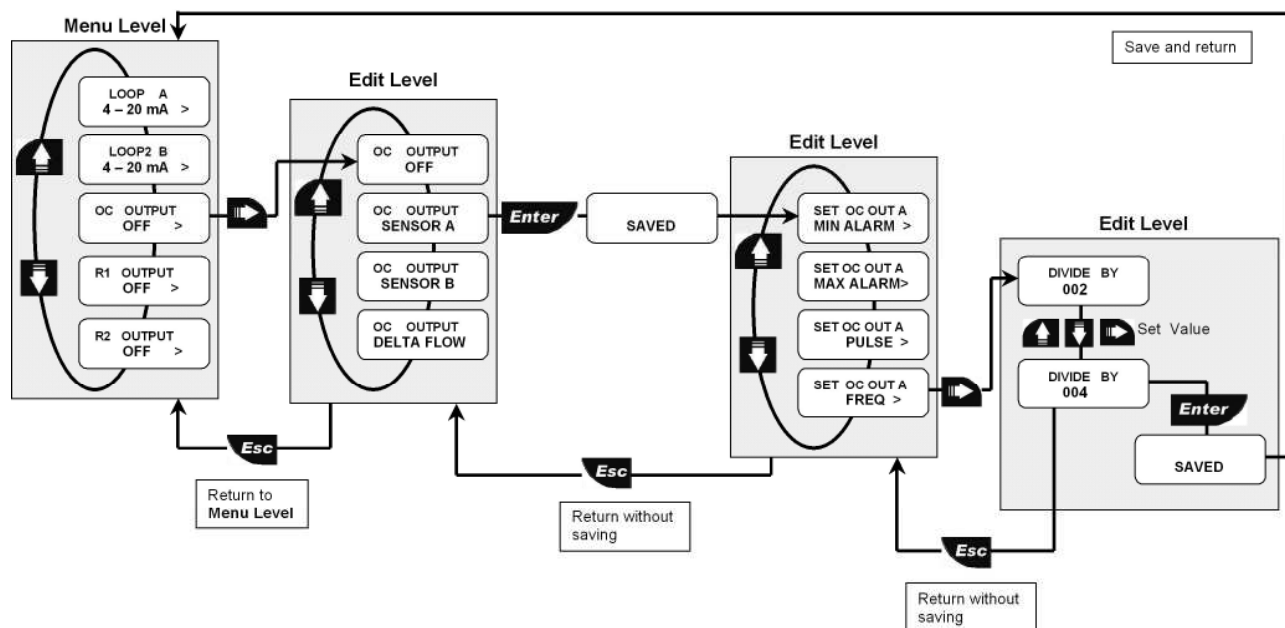 Menu Level
LOOP A
4 – 20 mA >
LOOP2 B
4 – 20 mA >
OC OUTPUT
OFF >
R1 OUTPUT
OFF >
R2 OUTPUT
OFF >
Esc
Return to
Menu Level
Edit Level
OC OUTPUT
OFF
OC OUTPUT
SENSOR A
OC OUTPUT
SENSOR B
OC OUTPUT
DELTA FLOW
Enter
SAVED
Esc
Return without
saving
Edit Level
SET OC OUT A
MIN ALARM >
SET OC OUT A
MAX ALARM>
SET OC OUT A
PULSE >
SET OC OUT A
FREQ >
Esc
Return without
saving
Save and return
Edit Level
DIVIDE BY
002
Set Value
DIVIDE BY
004
Enter
SAVED